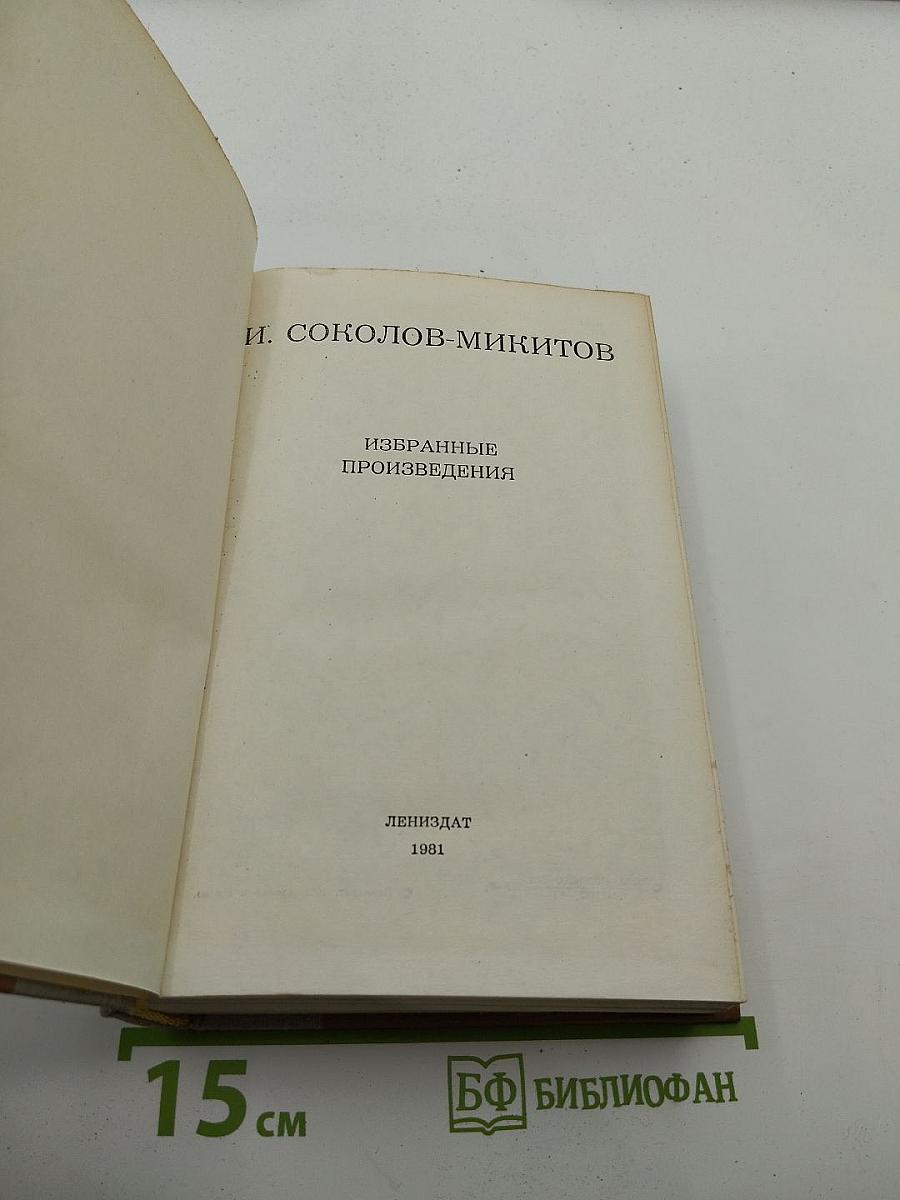 И. СОКОЛОВ-МИКИТОВ
ИЗБРАННЫЕ
ПРОИЗВЕДЕНИЯ
ЛЕНИЗДАТ
1981
15 см
БФ БИБЛИОФАН